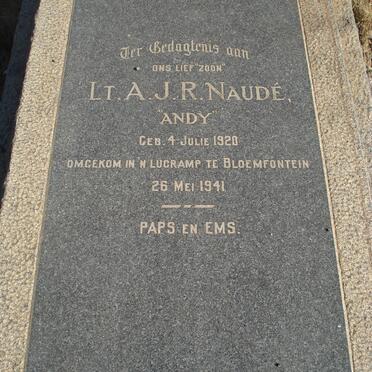 Ter Gedagtenis aan
ONS LIEF "ZOON"
LT. A.J.R. NAUDÉ,
"ANDY"
GEB. 4 JULIE 1920
OMGEKOM IN N LUGRAMP TE BLOEMFONTEIN
26 MEI 1941
PAPS EN EMS.